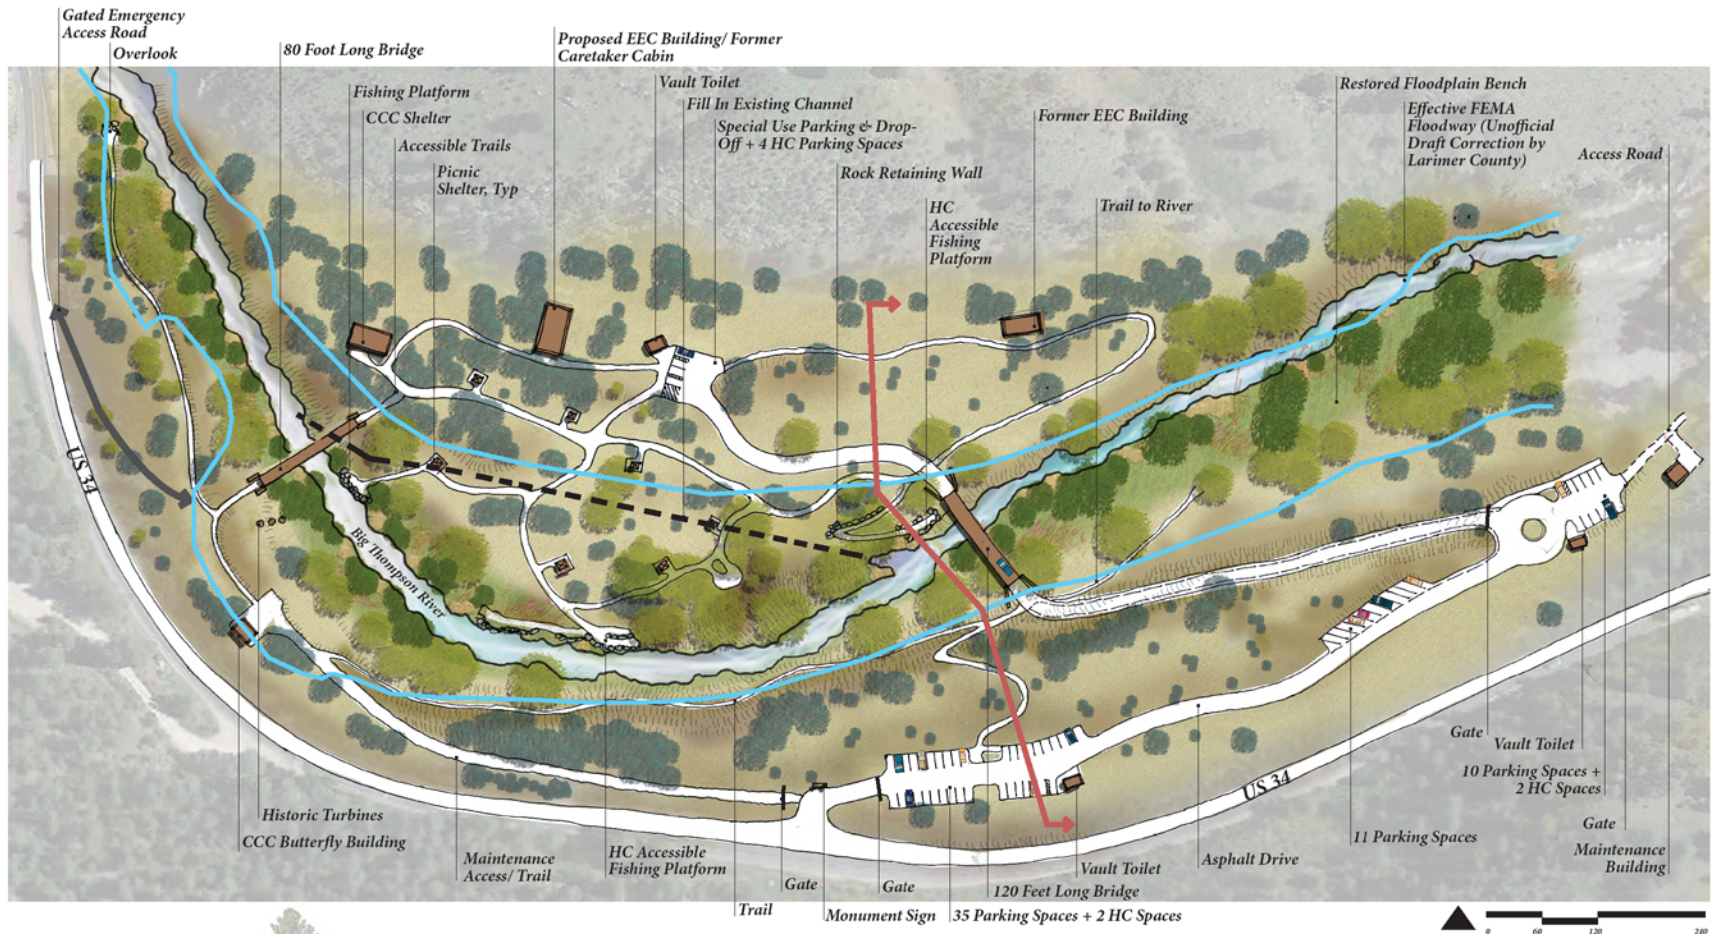 Gated Emergency
Access Road
Overlook
80 Foot Long Bridge
Proposed EEC Building/ Former
Caretaker Cabin
Fishing Platform
CCC Shelter
Accessible Trails
Picnic
Shelter, Typ
Vault Toilet
Fill In Existing Channel
Special Use Parking & Drop-
Off + 4 HC Parking Spaces
Rock Retaining Wall
HC
Accessible
Fishing
Platform
Former EEC Building
Trail to River
Restored Floodplain Bench
Effective FEMA
Floodway (Unofficial
Draft Correction by
Larimer County)
Access Road
US 34
Big Thompson River
US 34
Historic Turbines
CCC Butterfly Building
Maintenance
Access/ Trail
HC Accessible
Fishing Platform
Trail
Gate
Monument Sign
Gate
35 Parking Spaces + 2 HC Spaces
120 Feet Long Bridge
Vault Toilet
Asphalt Drive
11 Parking Spaces
Gate
Vault Toilet
10 Parking Spaces +
2 HC Spaces
Gate
Maintenance
Building
0 60 120 240